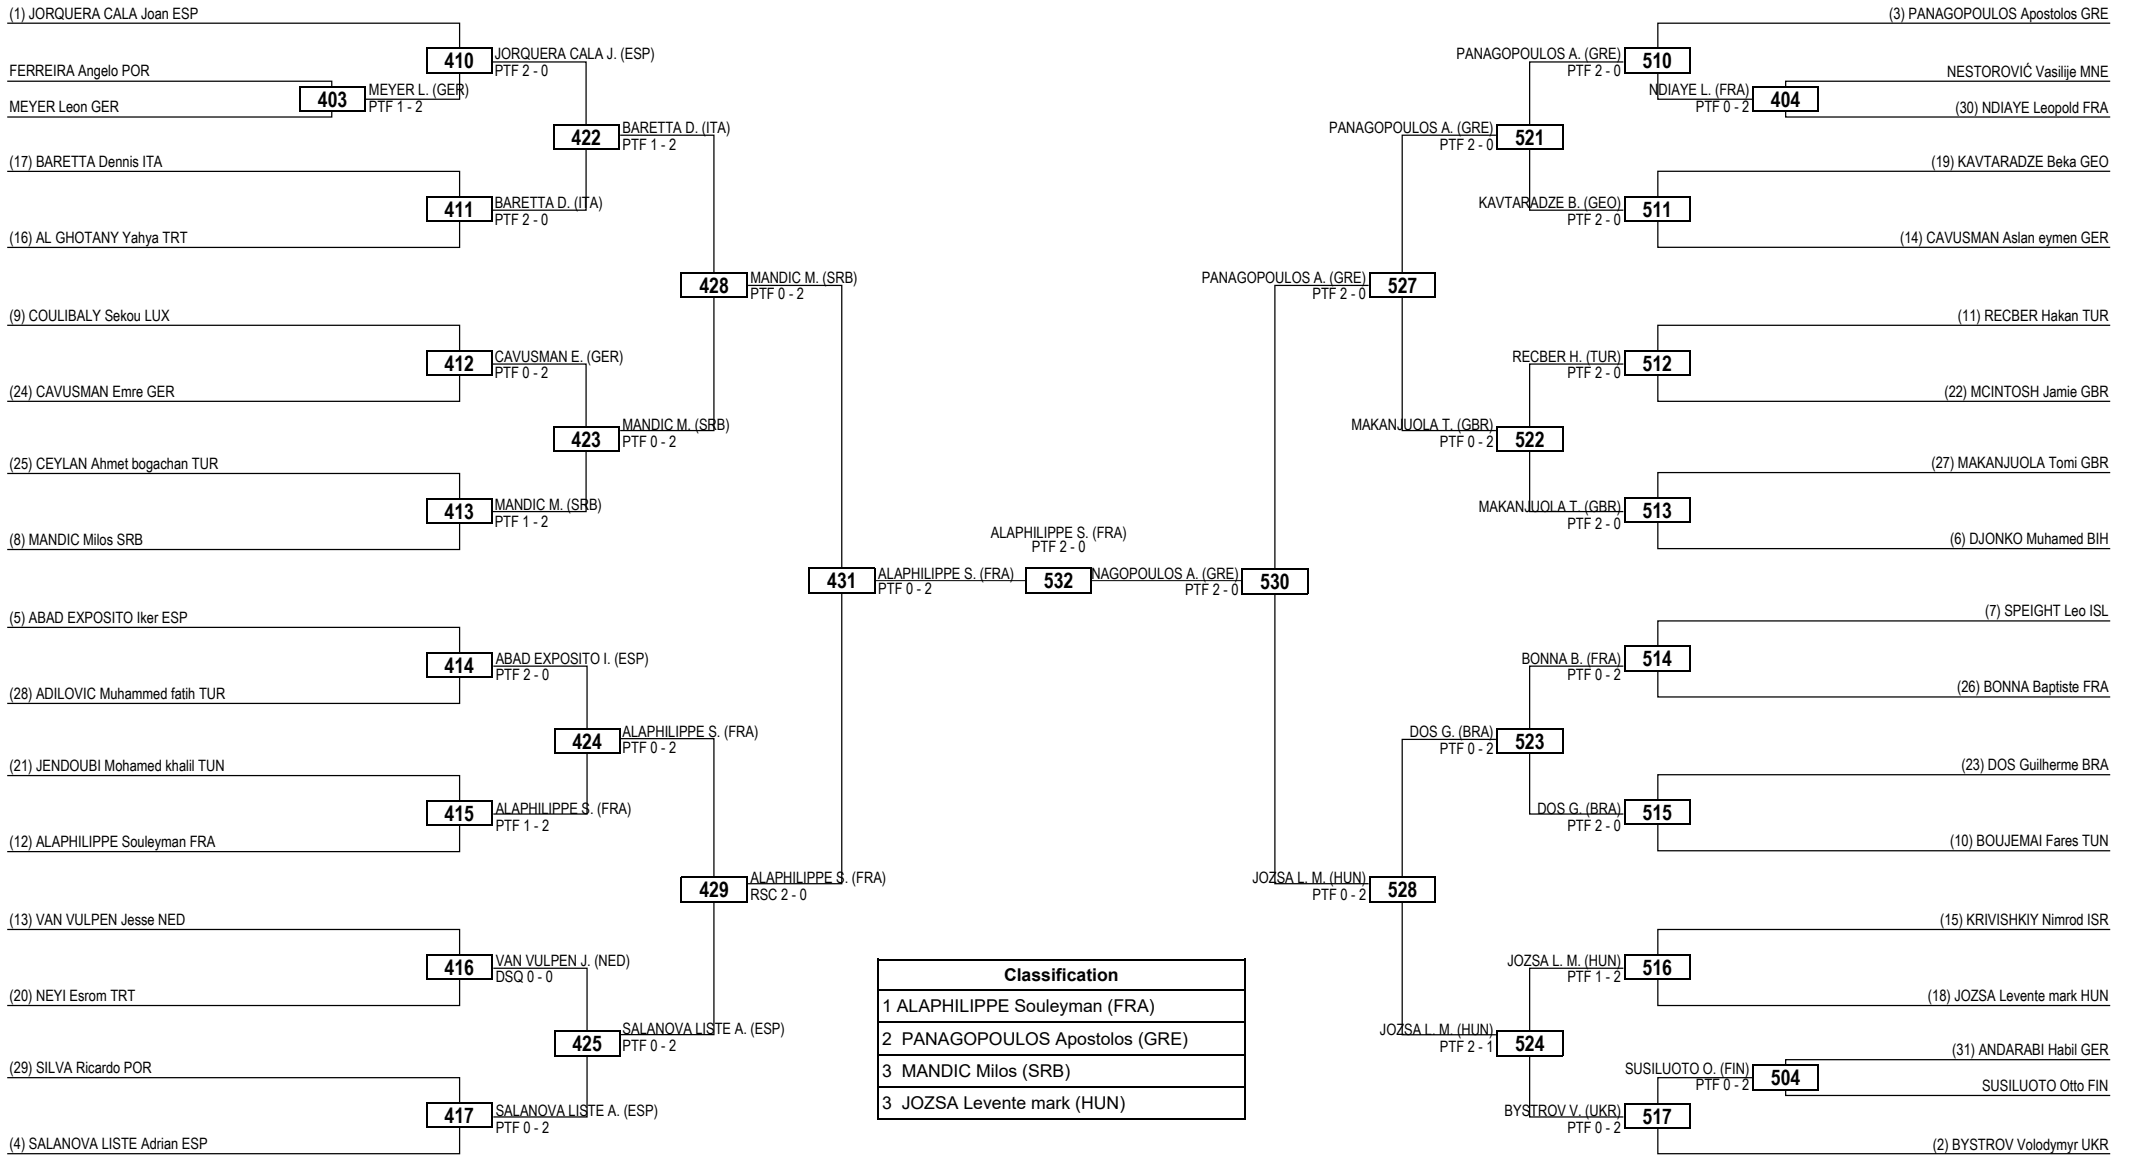 (1) JORQUERA CALA Joan ESP
410
JORQUERA CALA J. (ESP)
PTF 2 - 0
FERREIRA Angelo POR
403
MEYER L. (GER)
PTF 1 - 2
MEYER Leon GER
422
BARETTA D. (ITA)
PTF 1 - 2
(17) BARETTA Dennis ITA
411
BARETTA D. (ITA)
PTF 2 - 0
(16) AL GHOTANY Yahya TRT
428
MANDIC M. (SRB)
PTF 0 - 2
(9) COULIBALY Sekou LUX
412
CAVUSMAN E. (GER)
PTF 0 - 2
(24) CAVUSMAN Emre GER
423
MANDIC M. (SRB)
PTF 0 - 2
(25) CEYLAN Ahmet bogachan TUR
413
MANDIC M. (SRB)
PTF 1 - 2
(8) MANDIC Milos SRB
431
ALAPHILIPPE S. (FRA)
PTF 0 - 2
(5) ABAD EXPOSITO Iker ESP
414
ABAD EXPOSITO I. (ESP)
PTF 2 - 0
(28) ADILOVIC Muhammed fatih TUR
424
ALAPHILIPPE S. (FRA)
PTF 0 - 2
(21) JENDOUBI Mohamed khalil TUN
415
ALAPHILIPPE S. (FRA)
PTF 1 - 2
(12) ALAPHILIPPE Souleyman FRA
429
ALAPHILIPPE S. (FRA)
RSC 2 - 0
(13) VAN VULPEN Jesse NED
416
VAN VULPEN J. (NED)
DSQ 0 - 0
(20) NEYI Esrom TRT
425
SALANOVA LISTE A. (ESP)
PTF 0 - 2
(29) SILVA Ricardo POR
417
SALANOVA LISTE A. (ESP)
PTF 0 - 2
(4) SALANOVA LISTE Adrian ESP
ALAPHILIPPE S. (FRA)
PTF 2 - 0
532
NAGOPOULOS A. (GRE)
PTF 2 - 0
530
(3) PANAGOPOULOS Apostolos GRE
PANAGOPOULOS A. (GRE)
PTF 2 - 0
510
NESTOROVIĆ Vasilije MNE
NDIAYE L. (FRA)
PTF 0 - 2
404
(30) NDIAYE Leopold FRA
PANAGOPOULOS A. (GRE)
PTF 2 - 0
521
(19) KAVTARADZE Beka GEO
KAVTARADZE B. (GEO)
PTF 2 - 0
511
(14) CAVUSMAN Aslan eymen GER
PANAGOPOULOS A. (GRE)
PTF 2 - 0
527
(11) RECBER Hakan TUR
RECBER H. (TUR)
PTF 2 - 0
512
(22) MCINTOSH Jamie GBR
MAKANJUOLA T. (GBR)
PTF 0 - 2
522
(27) MAKANJUOLA Tomi GBR
MAKANJUOLA T. (GBR)
PTF 2 - 0
513
(6) DJONKO Muhamed BIH
(7) SPEIGHT Leo ISL
BONNA B. (FRA)
PTF 0 - 2
514
(26) BONNA Baptiste FRA
DOS G. (BRA)
PTF 0 - 2
523
(23) DOS Guilherme BRA
DOS G. (BRA)
PTF 2 - 0
515
(10) BOUJEMAI Fares TUN
JOZSA L. M. (HUN)
PTF 0 - 2
528
(15) KRIVISHKIY Nimrod ISR
JOZSA L. M. (HUN)
PTF 1 - 2
516
(18) JOZSA Levente mark HUN
JOZSA L. M. (HUN)
PTF 2 - 1
524
(31) ANDARABI Habil GER
SUSILUOTO O. (FIN)
PTF 0 - 2
504
SUSILUOTO Otto FIN
BYSTROV V. (UKR)
PTF 0 - 2
517
(2) BYSTROV Volodymyr UKR
Classification
1 ALAPHILIPPE Souleyman (FRA)
2 PANAGOPOULOS Apostolos (GRE)
3 MANDIC Milos (SRB)
3 JOZSA Levente mark (HUN)